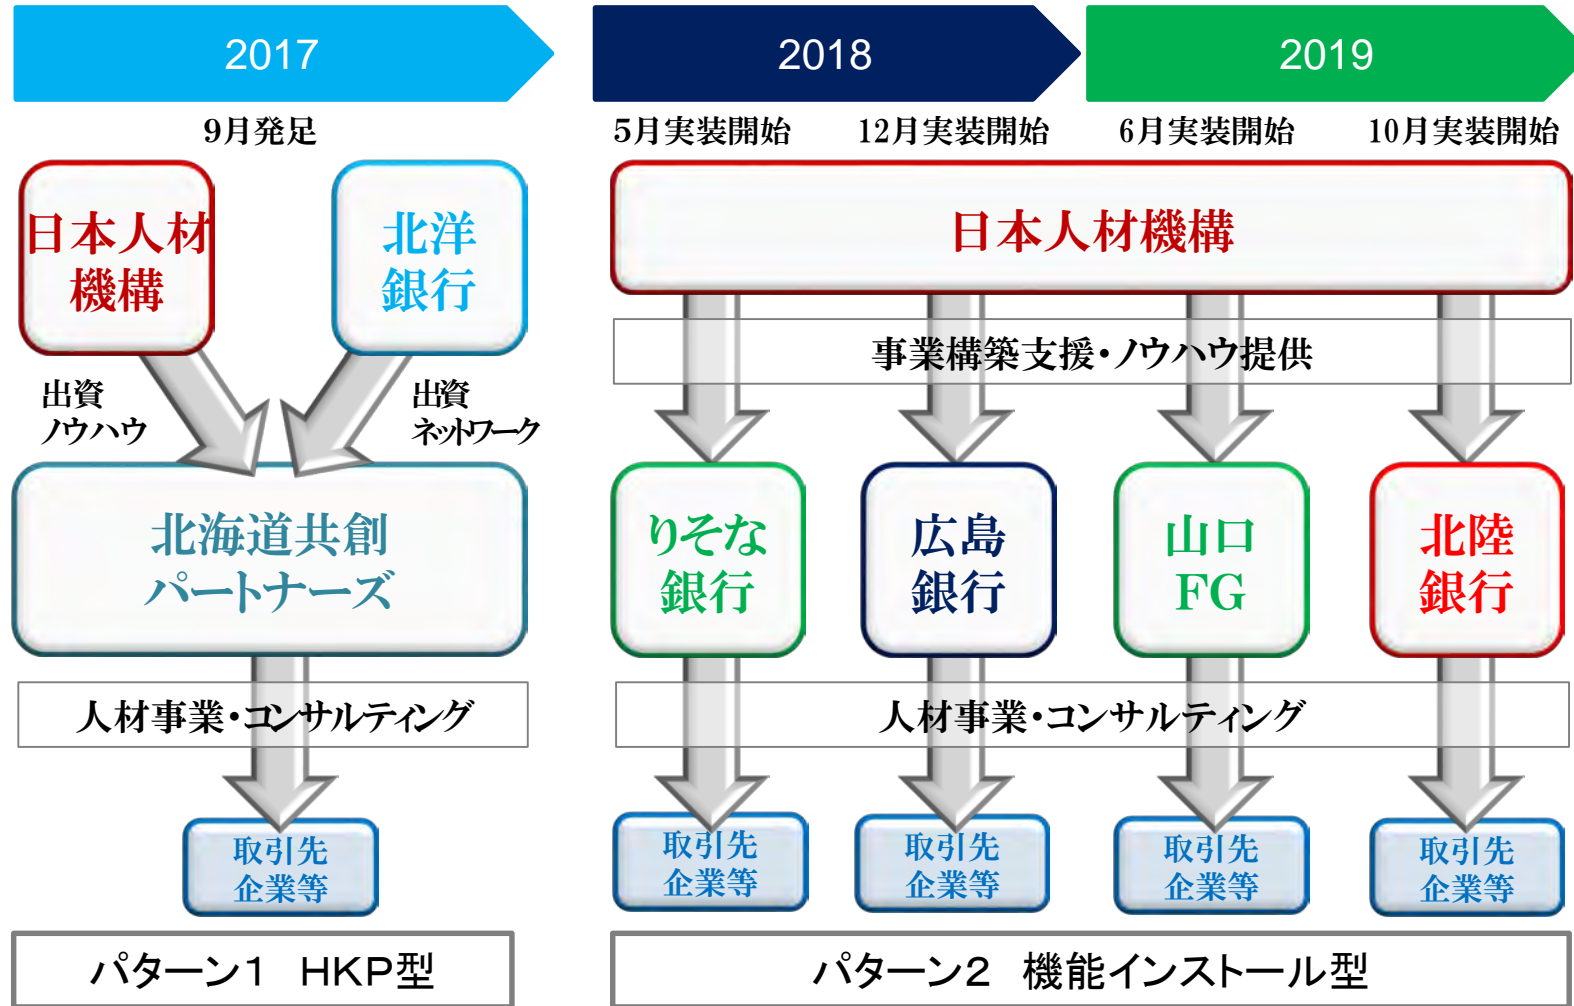 2017
2018
2019
9月発足
5月実装開始
12月実装開始
6月実装開始
10月実装開始
日本人材
機構
北洋
銀行
出資
ノウハウ
出資
ネットワーク
北海道共創
パートナーズ
人材事業・コンサルティング
取引先
企業等
パターン1 HKP型
日本人材機構
事業構築支援・ノウハウ提供
りそな
銀行
広島
銀行
山口
FG
北陸
銀行
人材事業・コンサルティング
取引先
企業等
取引先
企業等
取引先
企業等
取引先
企業等
パターン2 機能インストール型